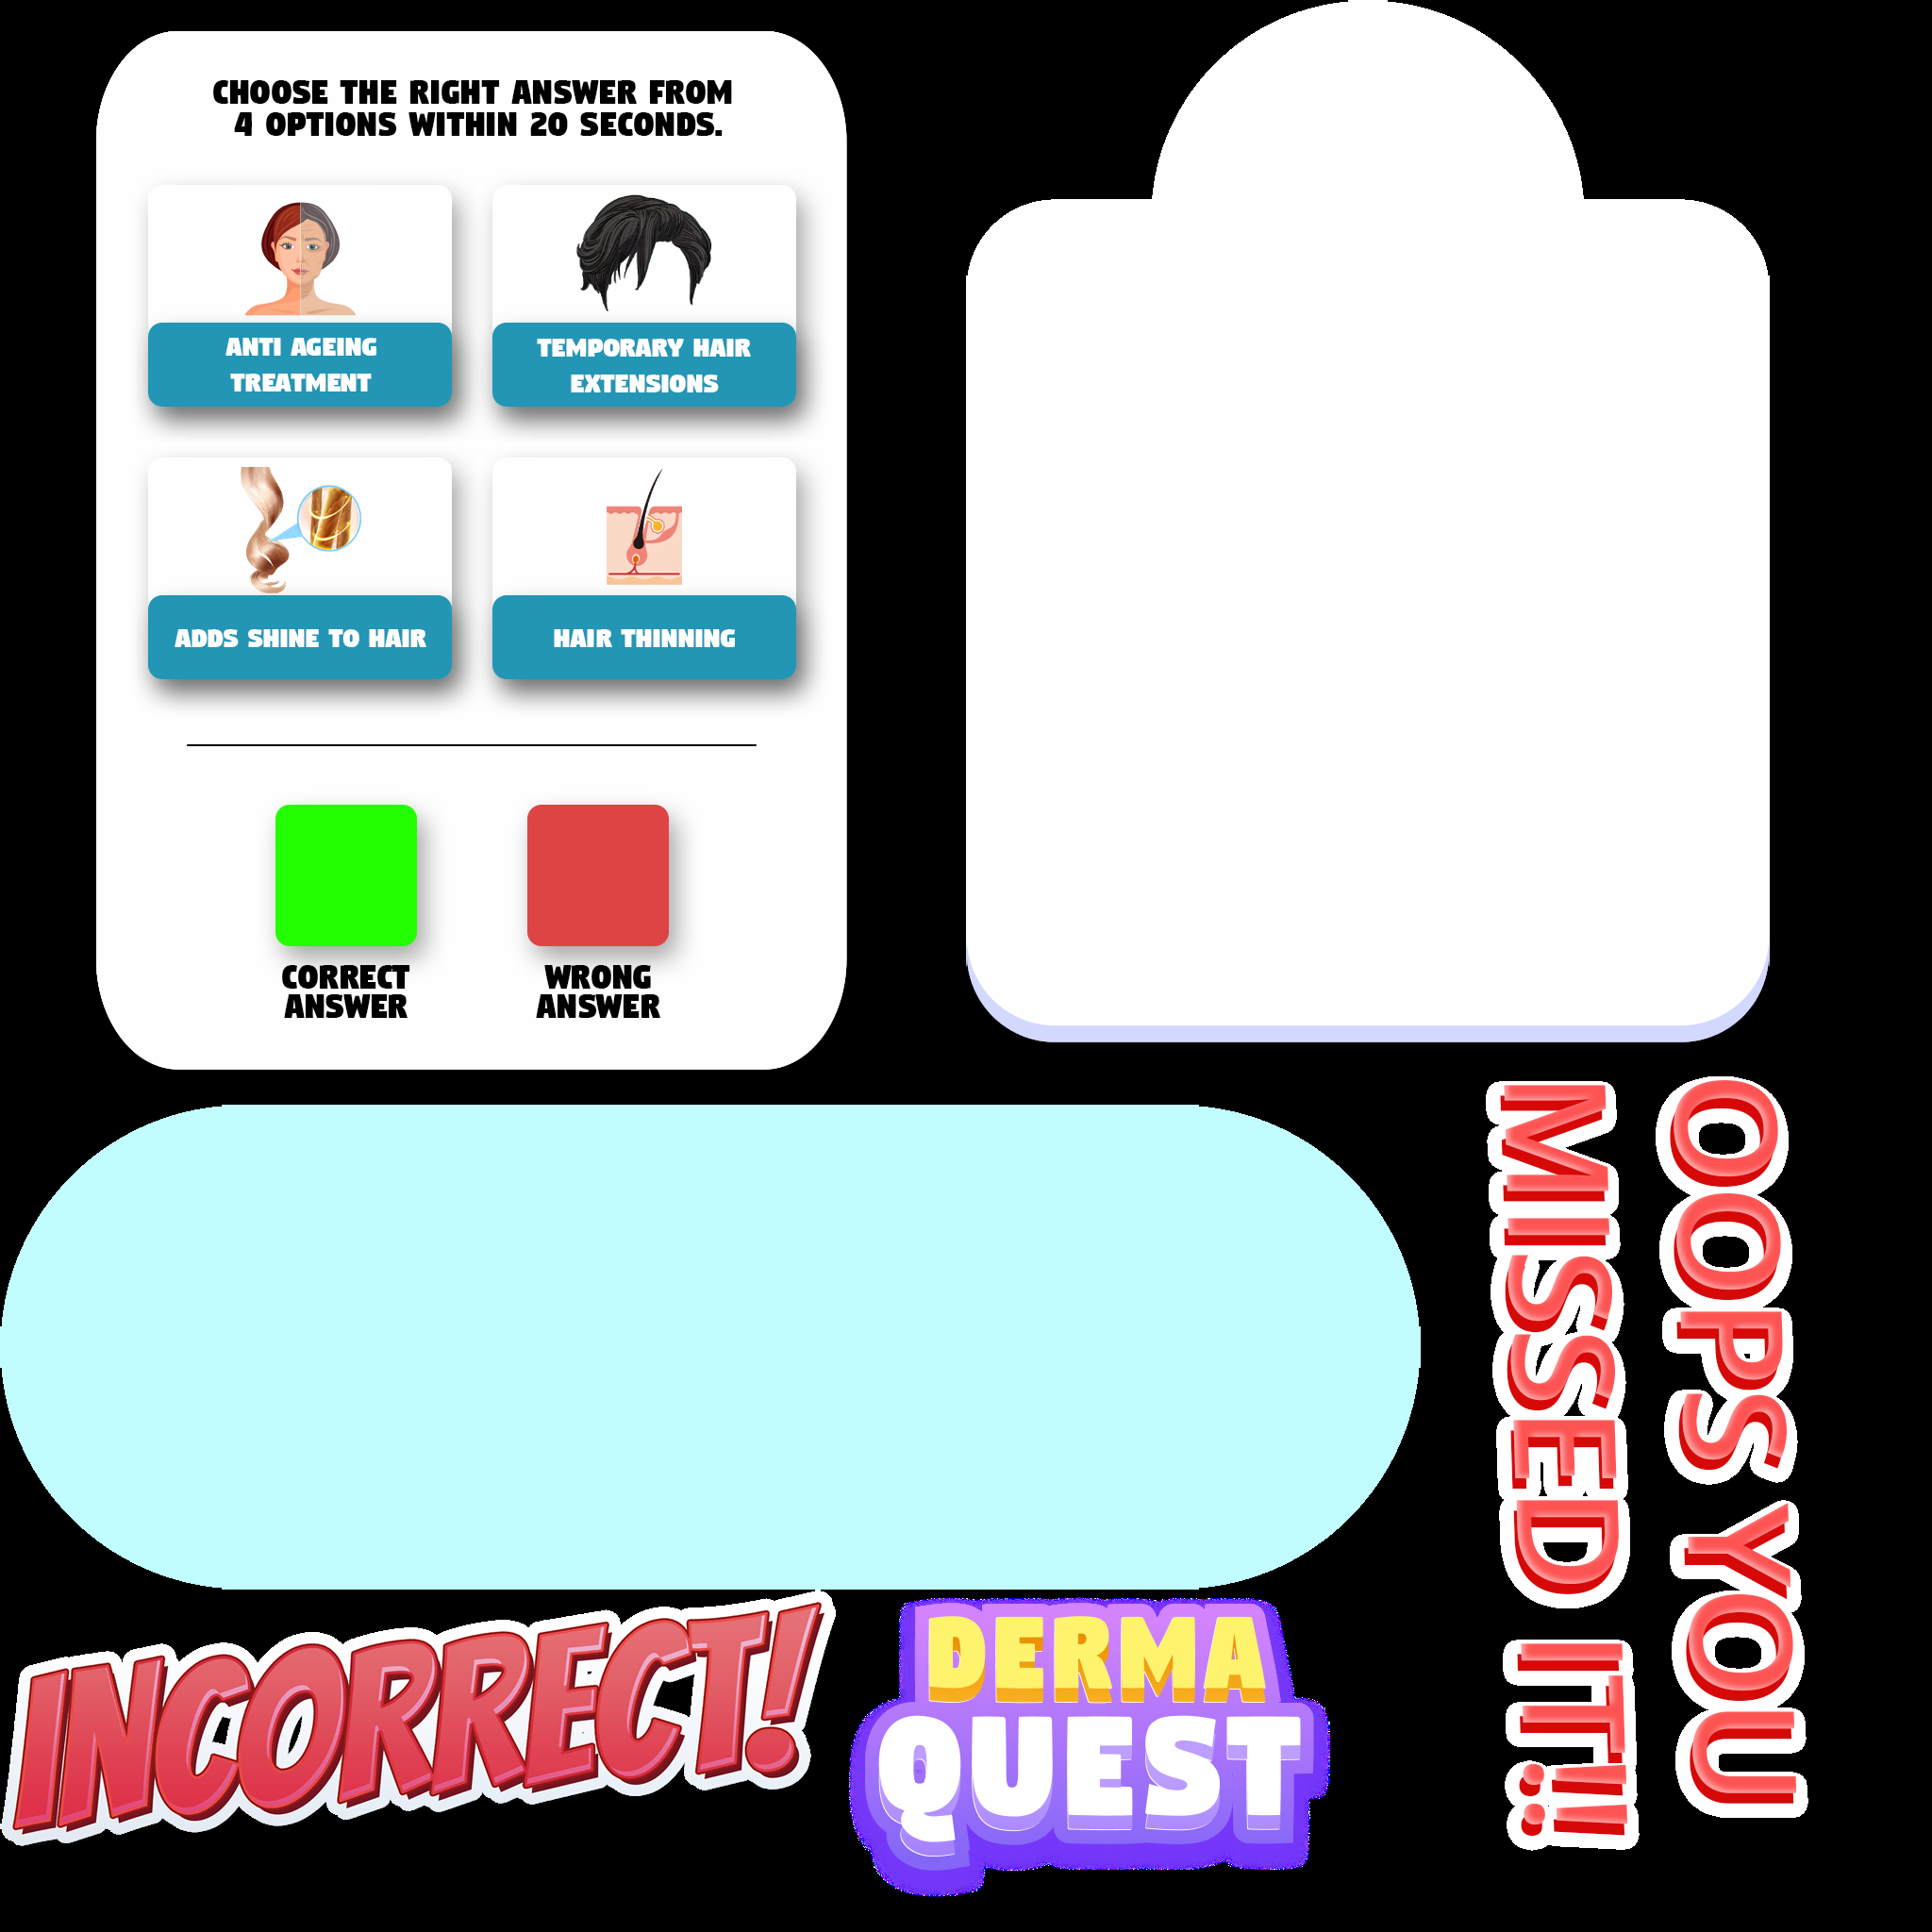 CHOOSE THE RIGHT ANSWER FROM
4 OPTIONS WITHIN 20 SECONDS.
ANTI AGEING
TREATMENT
TEMPORARY HAIR
EXTENSIONS
ADDS SHINE TO HAIR
HAIR THINNING
CORRECT
ANSWER
WRONG
ANSWER
OOPS YOU
MISSED IT!!
INCORRECT!
DERMA
QUEST